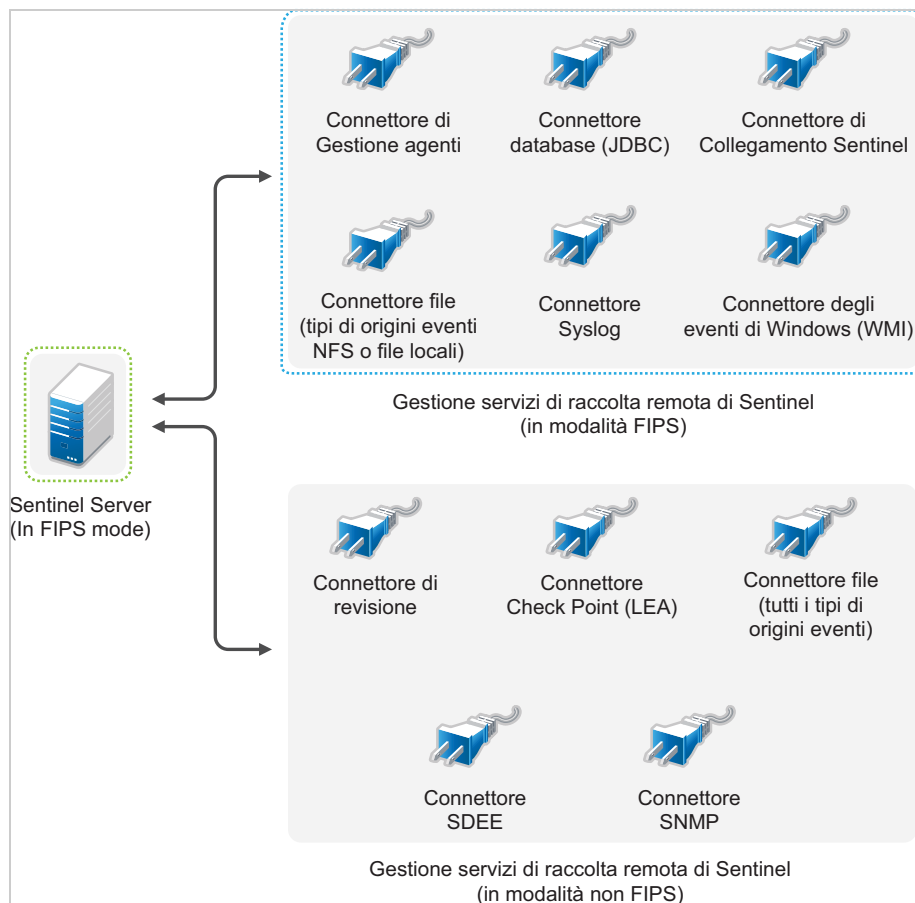 Connettore di
Gestione agenti
Connettore
database (JDBC)
Connettore di
Collegamento Sentinel
Connettore file
(tipi di origini eventi
NFS o file locali)
Connettore
Syslog
Connettore degli
eventi di Windows (WMI)
Gestione servizi di raccolta remota di Sentinel
(in modalità FIPS)
Sentinel Server
(In FIPS mode)
Connettore di
revisione
Connettore
Check Point (LEA)
Connettore file
(tutti i tipi di
origini eventi)
Connettore
SDEE
Connettore
SNMP
Gestione servizi di raccolta remota di Sentinel
(in modalità non FIPS)